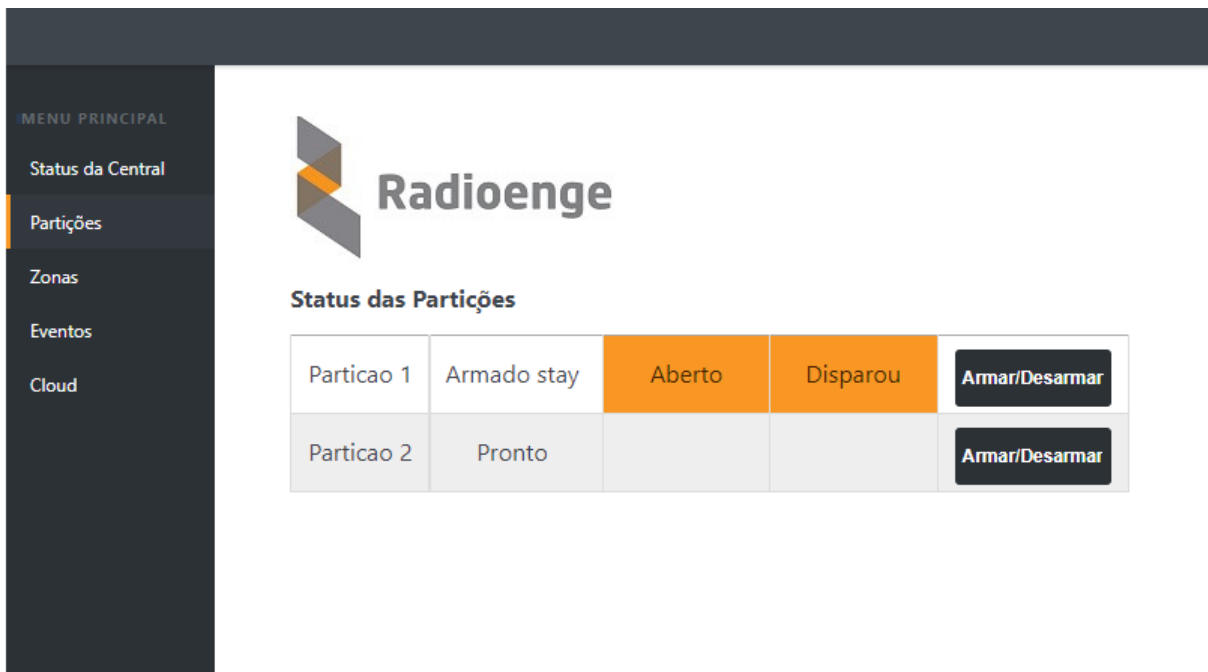 MENU PRINCIPAL
Status da Central
Partições
Zonas
Eventos
Cloud
Radioenge
Status das Partições
Particao 1 Armado stay Aberto Disparou Armar/Desarmar
Particao 2 Pronto Armar/Desarmar